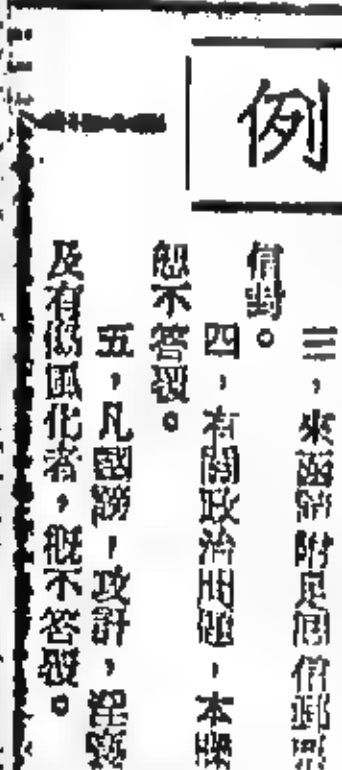 例
三，來函請附足回信郵
信封。
四，有關政治問題，本
恕不答覆。
五，凡國謗，攻訐，淫
及有傷風化者，概不答覆。